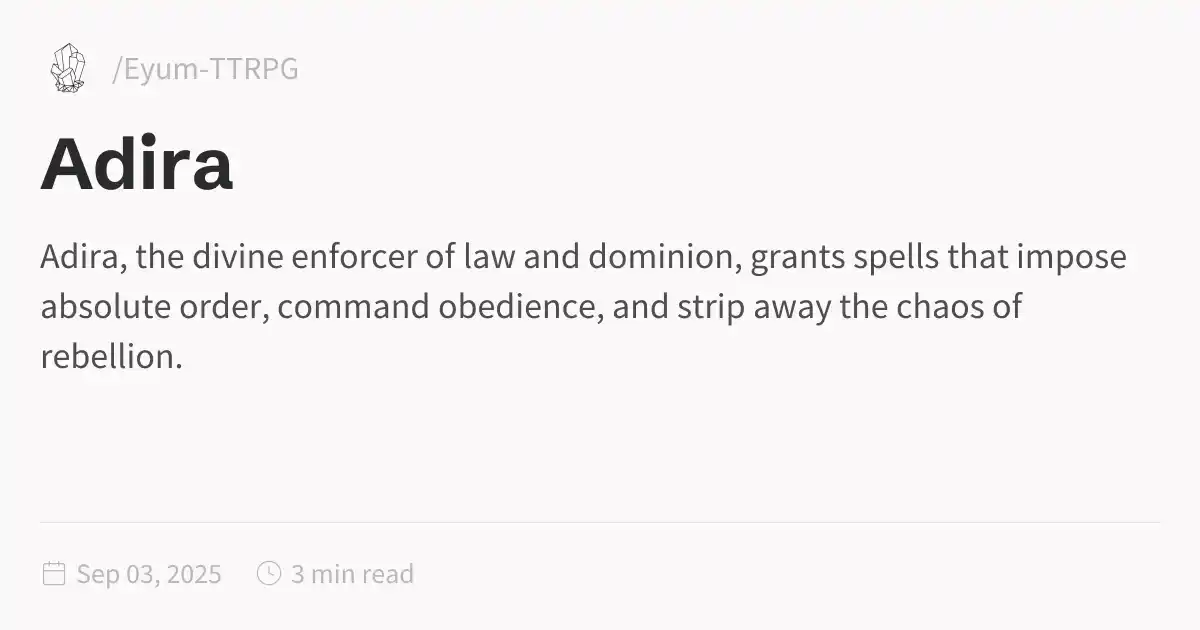 /Eyum-TTRPG
Adira
Adira, the divine enforcer of law and dominion, grants spells that impose
absolute order, command obedience, and strip away the chaos of
rebellion.
Sep 03, 2025 3 min read